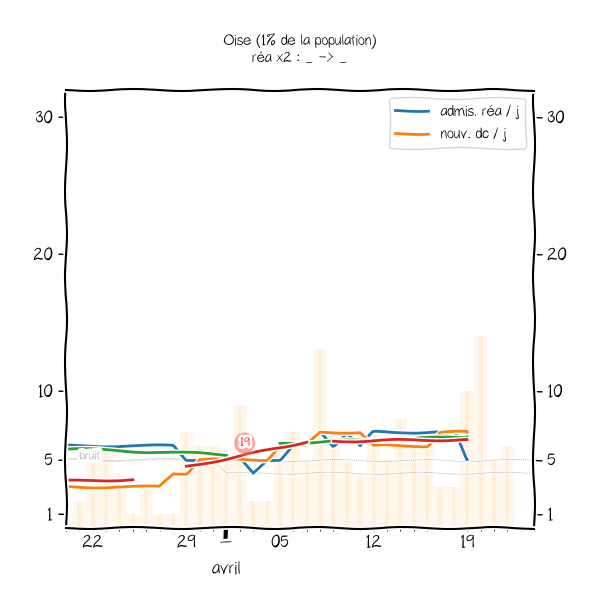 Oise (1% de la population)
réa x2 : _ -> _
admis. réa / j
nouv. dc / j
30
30
20
20
10
10
19
bruit
5
5
1
1
22
29
1
05
12
19
avril